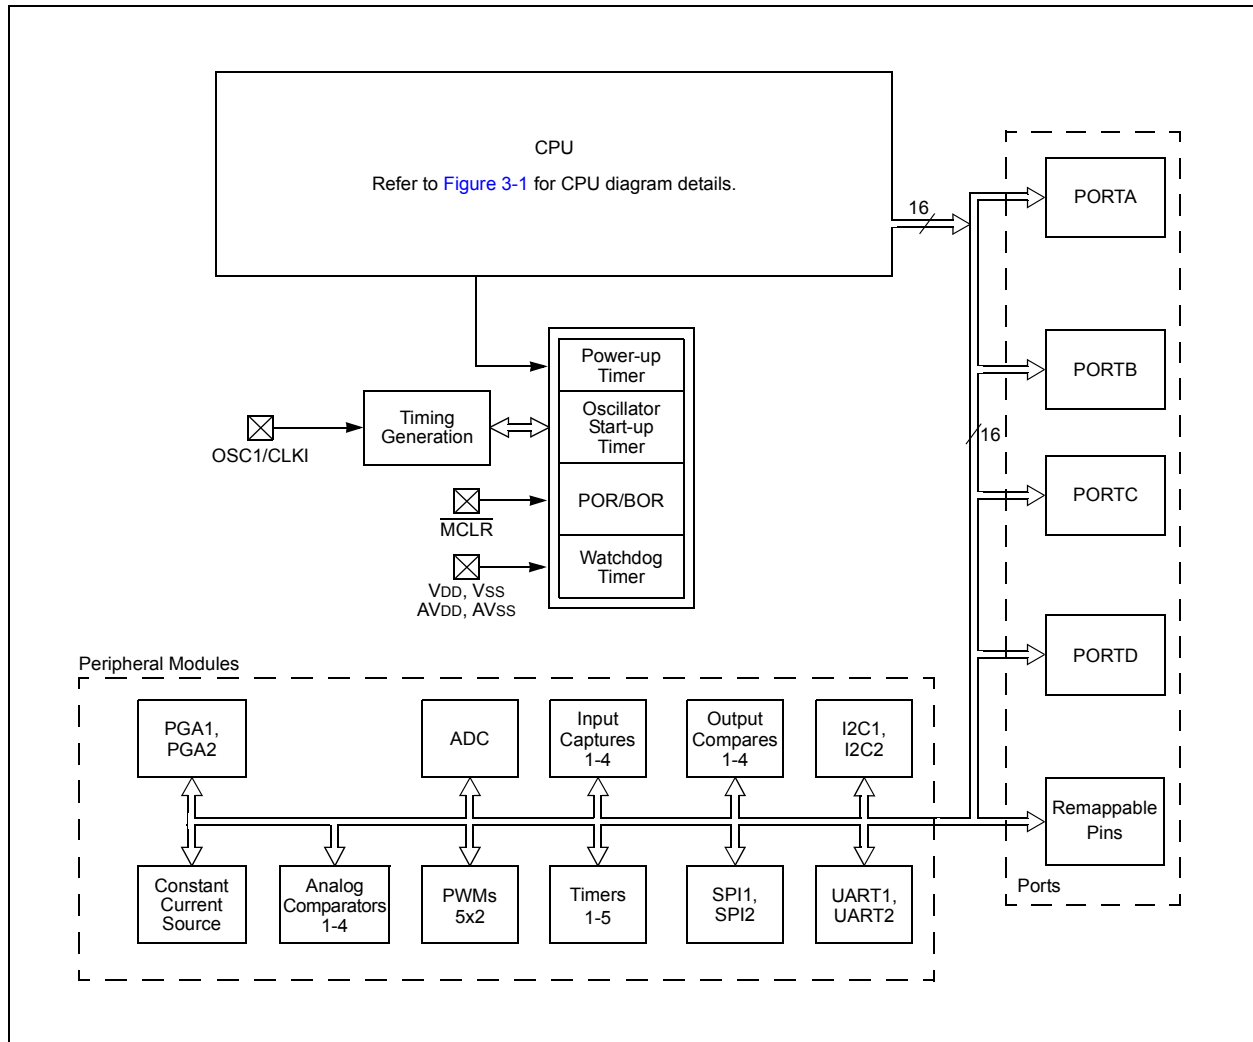 CPU
Refer to Figure 3-1 for CPU diagram details.
16
PORTA
Power-up
Timer
PORTB
Timing
Generation
Oscillator
Start-up
Timer
OSC1/CLKI
16
POR/BOR
MCLR
PORTC
Watchdog
Timer
VDD, VSS
AVDD, AVSS
PORTD
Peripheral Modules
PGA1,
PGA2
ADC
Input
Captures
1-4
Output
Compares
1-4
I2C1,
I2C2
Remappable
Pins
Constant
Current
Source
Analog
Comparators
1-4
PWMs
5x2
Timers
1-5
SPI1,
SPI2
UART1,
UART2
Ports